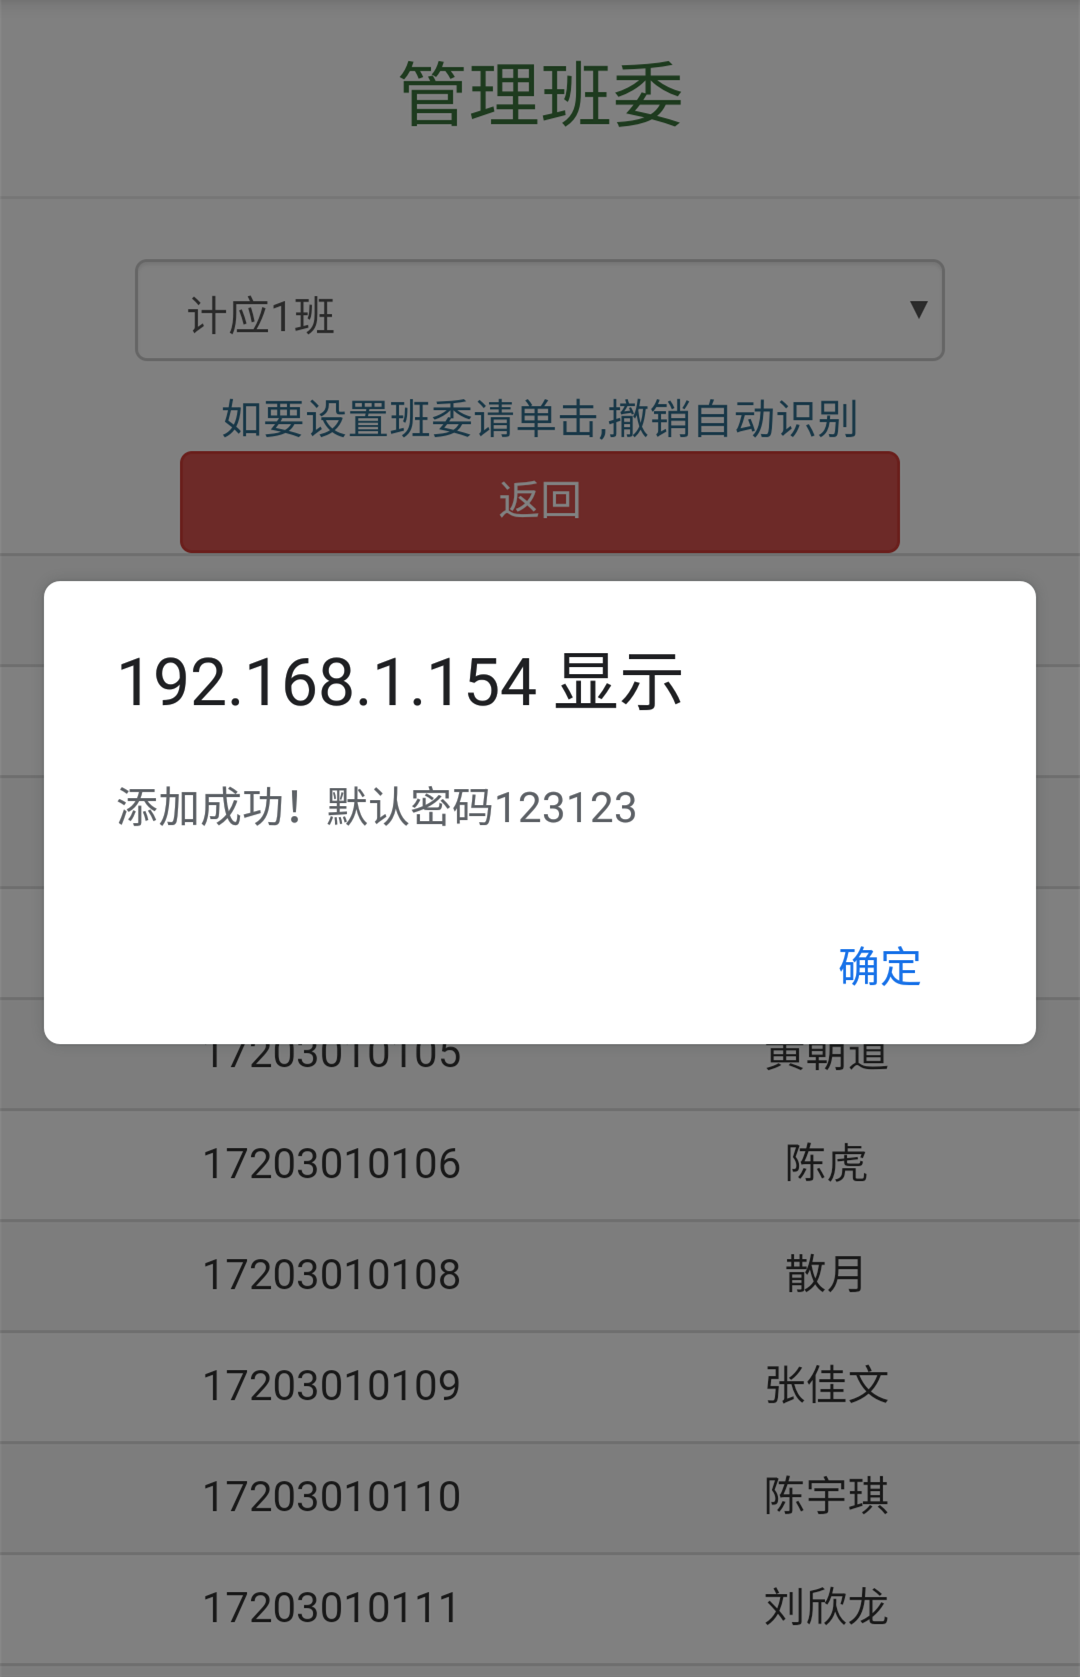 管理班委
计应1班
如要设置班委请单击,撤销自动识别
返回
192.168.1.154 显示
添加成功！默认密码123123
确定
17203010105 黄朝道
17203010106 陈虎
17203010108 散月
17203010109 张佳文
17203010110 陈宇琪
17203010111 刘欣龙